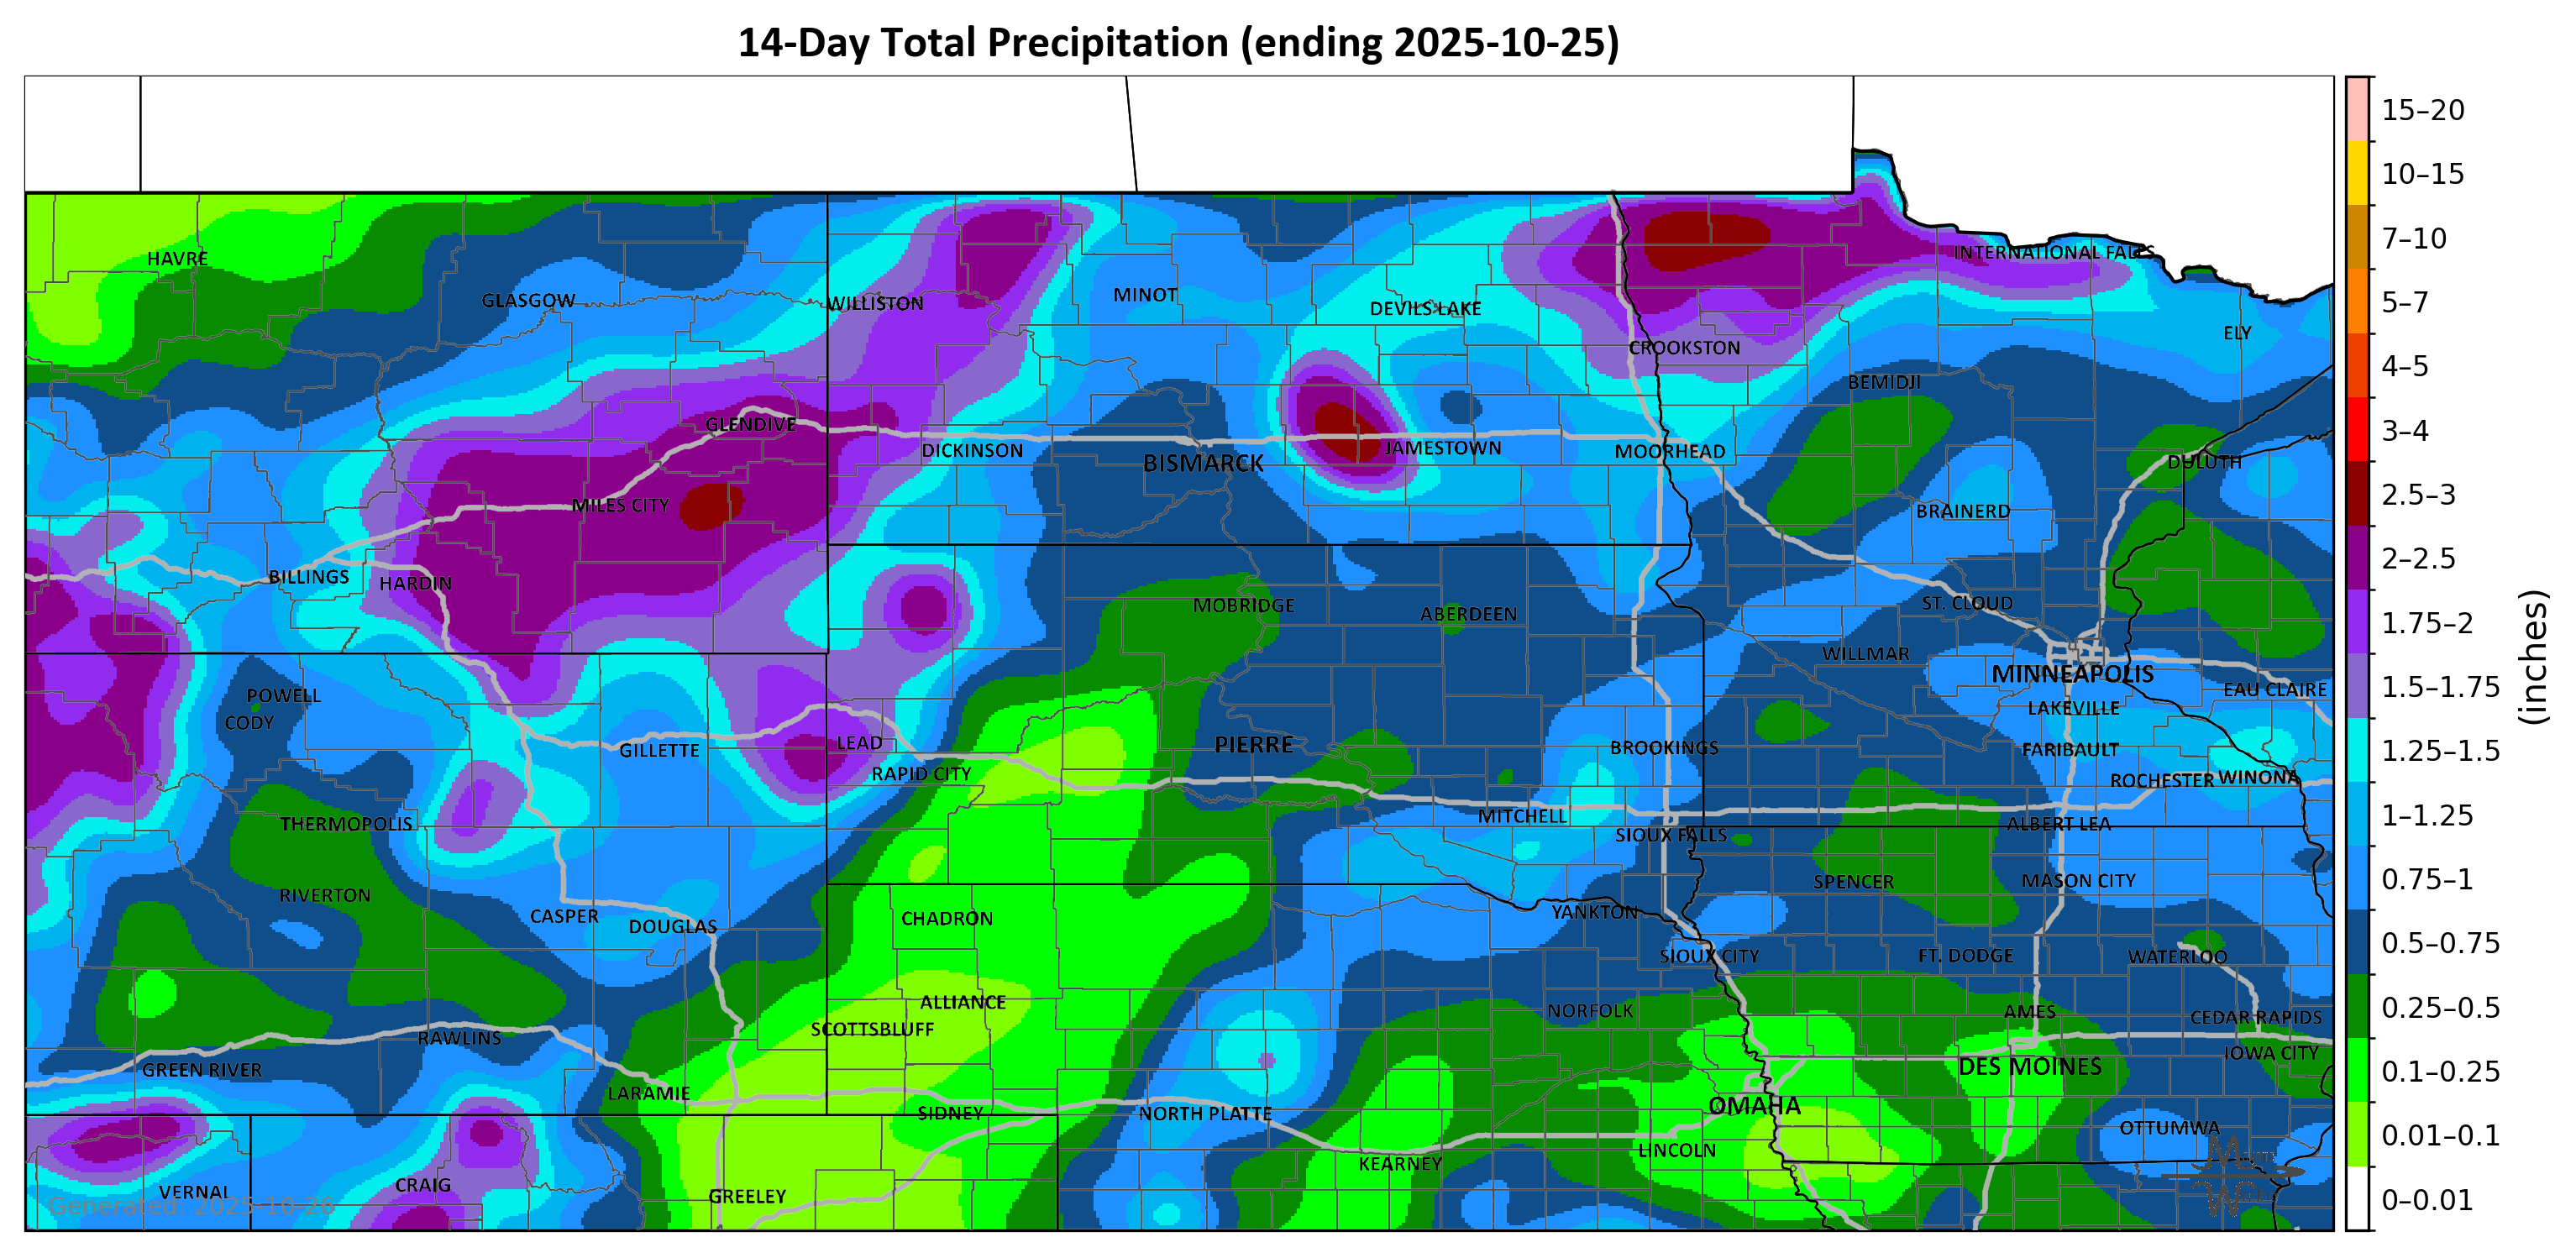 14-Day Total Precipitation (ending 2025-10-25)
15–20
10–15
7–10
5–7
4–5
3–4
2.5–3
2–2.5
1.75–2
1.5–1.75
1.25–1.5
1–1.25
0.75–1
0.5–0.75
0.25–0.5
0.1–0.25
0.01–0.1
0–0.01
(inches)
HAVRE
INTERNATIONAL FALLS
GLASGOW
WILLISTON
MINOT
DEVILS LAKE
ELY
CROOKSTON
BEMIDJI
GLENDIVE
DICKINSON
BISMARCK
JAMESTOWN
MOORHEAD
DULUTH
MILES CITY
BRAINERD
BILLINGS
HARDIN
MOBRIDGE
ABERDEEN
ST. CLOUD
WILLMAR
MINNEAPOLIS
POWELL
EAU CLAIRE
CODY
LAKEVILLE
GILLETTE
LEAD
PIERRE
BROOKINGS
FARIBAULT
RAPID CITY
ROCHESTER
WINONA
THERMOPOLIS
MITCHELL
ALBERT LEA
SIOUX FALLS
RIVERTON
SPENCER
MASON CITY
CASPER
DOUGLAS
CHADRON
YANKTON
SIOUX CITY
FT. DODGE
WATERLOO
ALLIANCE
NORFOLK
AMES
CEDAR RAPIDS
SCOTTSBLUFF
RAWLINS
IOWA CITY
GREEN RIVER
DES MOINES
LARAMIE
SIDNEY
NORTH PLATTE
OMAHA
OTTUMWA
LINCOLN
KEARNEY
VERNAL
CRAIG
GREELEY
Generated: 2025-10-26